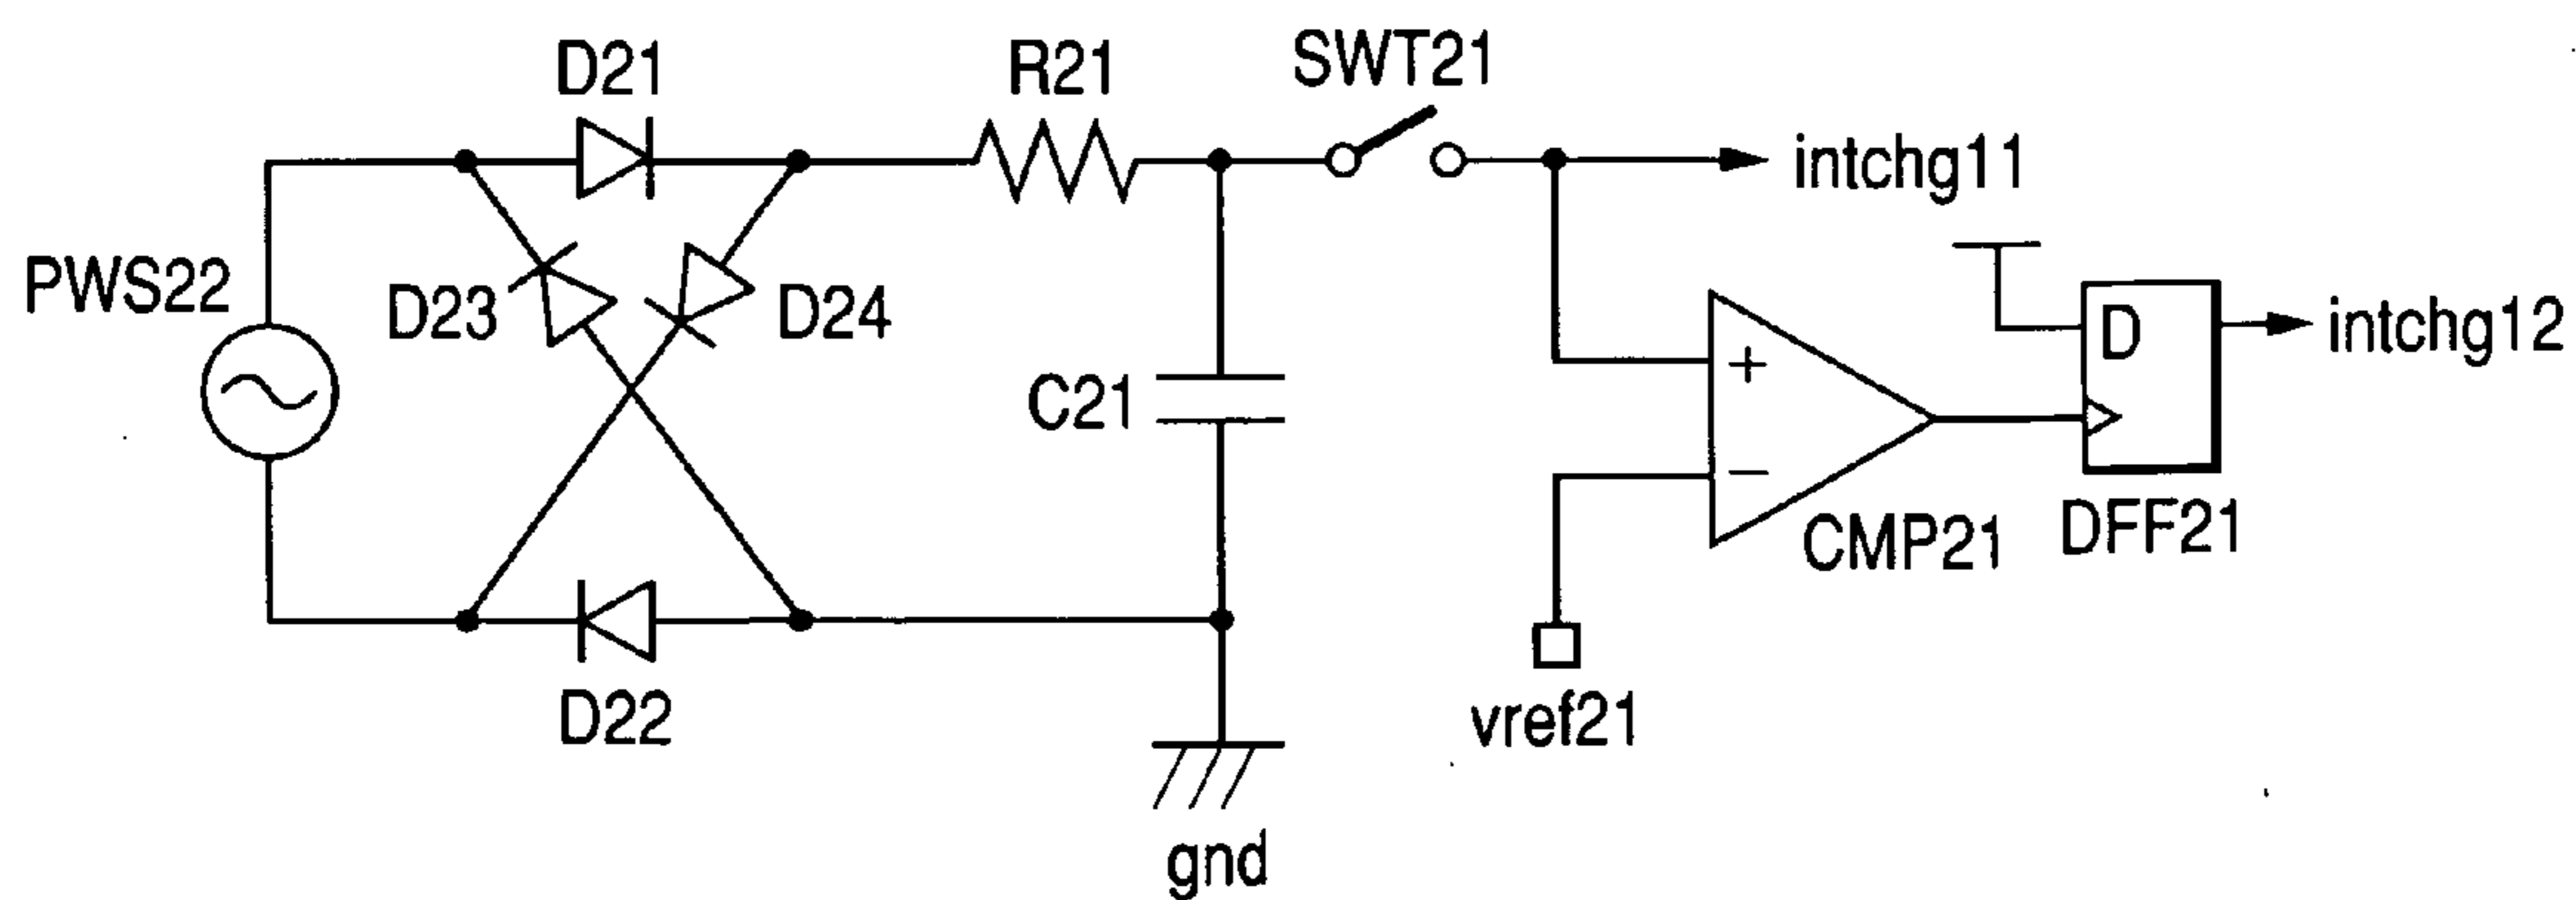 D21
R21
SWT21
intchg11
PWS22
D23
D24
D
intchg12
C21
+
−
CMP21
DFF21
D22
vref21
gnd